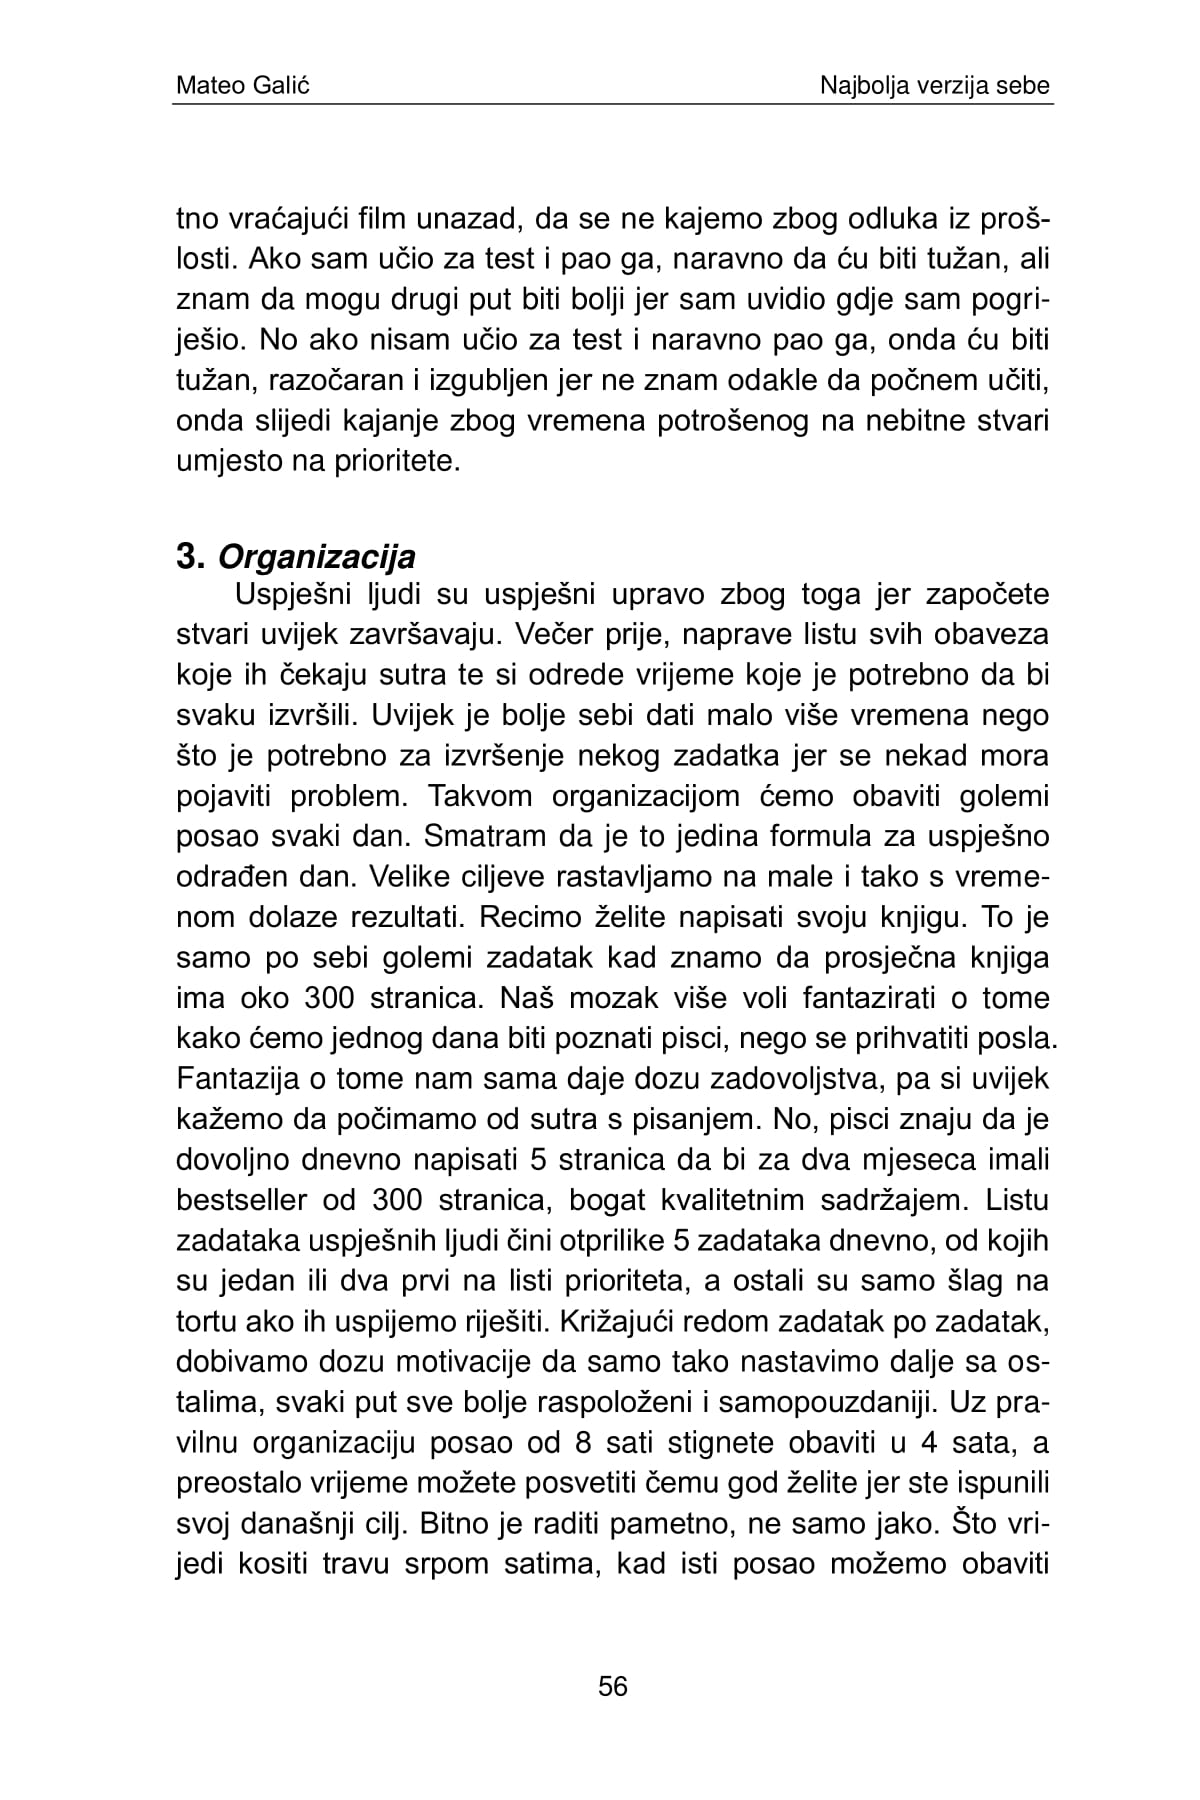 Mateo Galić Najbolja verzija sebe
tno vraćajući film unazad, da se ne kajemo zbog odluka iz proš-
losti. Ako sam učio za test i pao ga, naravno da ću biti tužan, ali
znam da mogu drugi put biti bolji jer sam uvidio gdje sam pogri-
ješio. No ako nisam učio za test i naravno pao ga, onda ću biti
tužan, razočaran i izgubljen jer ne znam odakle da počnem učiti,
onda slijedi kajanje zbog vremena potrošenog na nebitne stvari
umjesto na prioritete.
3. Organizacija
Uspješni ljudi su uspješni upravo zbog toga jer započete
stvari uvijek završavaju. Večer prije, naprave listu svih obaveza
koje ih čekaju sutra te si odrede vrijeme koje je potrebno da bi
svaku izvršili. Uvijek je bolje sebi dati malo više vremena nego
što je potrebno za izvršenje nekog zadatka jer se nekad mora
pojaviti problem. Takvom organizacijom ćemo obaviti golemi
posao svaki dan. Smatram da je to jedina formula za uspješno
odrađen dan. Velike ciljeve rastavljamo na male i tako s vreme-
nom dolaze rezultati. Recimo želite napisati svoju knjigu. To je
samo po sebi golemi zadatak kad znamo da prosječna knjiga
ima oko 300 stranica. Naš mozak više voli fantazirati o tome
kako ćemo jednog dana biti poznati pisci, nego se prihvatiti posla.
Fantazija o tome nam sama daje dozu zadovoljstva, pa si uvijek
kažemo da počimamo od sutra s pisanjem. No, pisci znaju da je
dovoljno dnevno napisati 5 stranica da bi za dva mjeseca imali
bestseller od 300 stranica, bogat kvalitetnim sadržajem. Listu
zadataka uspješnih ljudi čini otprilike 5 zadataka dnevno, od kojih
su jedan ili dva prvi na listi prioriteta, a ostali su samo šlag na
tortu ako ih uspijemo riješiti. Križajući redom zadatak po zadatak,
dobivamo dozu motivacije da samo tako nastavimo dalje sa os-
talima, svaki put sve bolje raspoloženi i samopouzdaniji. Uz pra-
vilnu organizaciju posao od 8 sati stignete obaviti u 4 sata, a
preostalo vrijeme možete posvetiti čemu god želite jer ste ispunili
svoj današnji cilj. Bitno je raditi pametno, ne samo jako. Što vri-
jedi kositi travu srpom satima, kad isti posao možemo obaviti
56